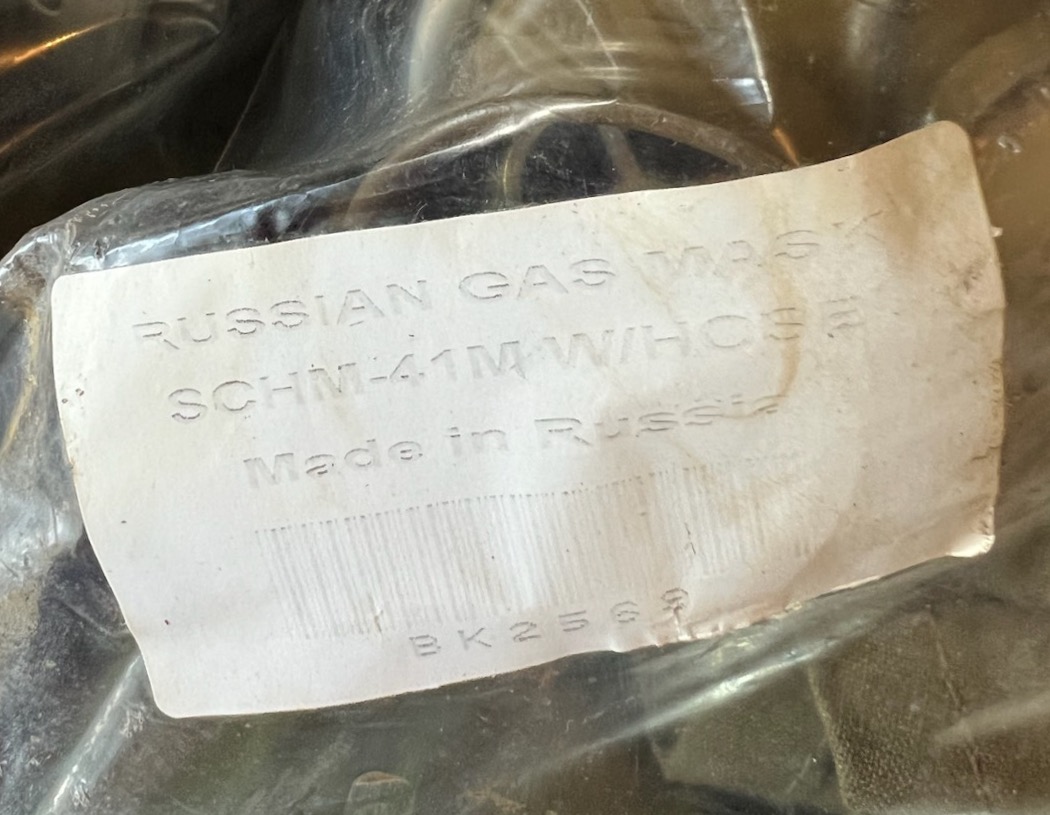 RUSSIAN GAS MASK
SCHM-41M W/HOSE
Made in Russia
BK2569